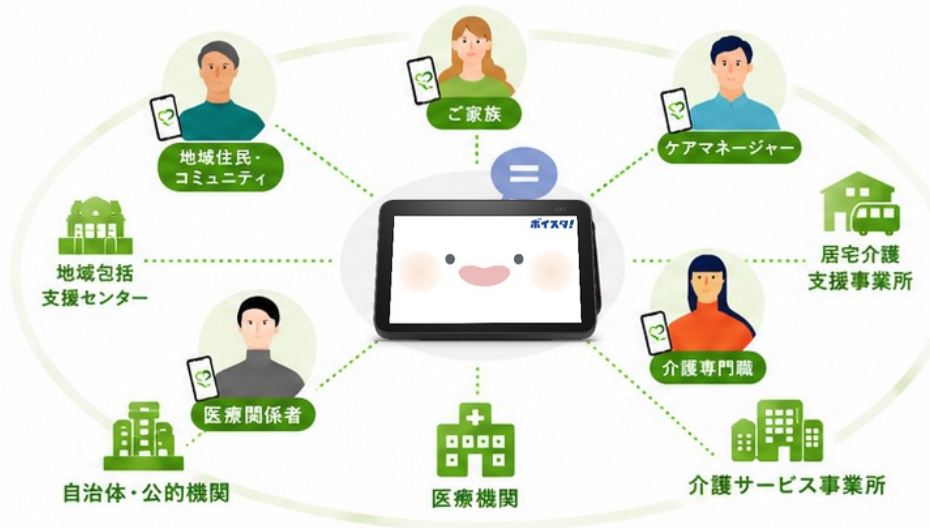 ご家族
地域住民・
コミュニティ
ケアマネージャー
ボイスタ!
地域包括
支援センター
居宅介護
支援事業所
介護専門職
医療関係者
自治体・公的機関
医療機関
介護サービス事業所